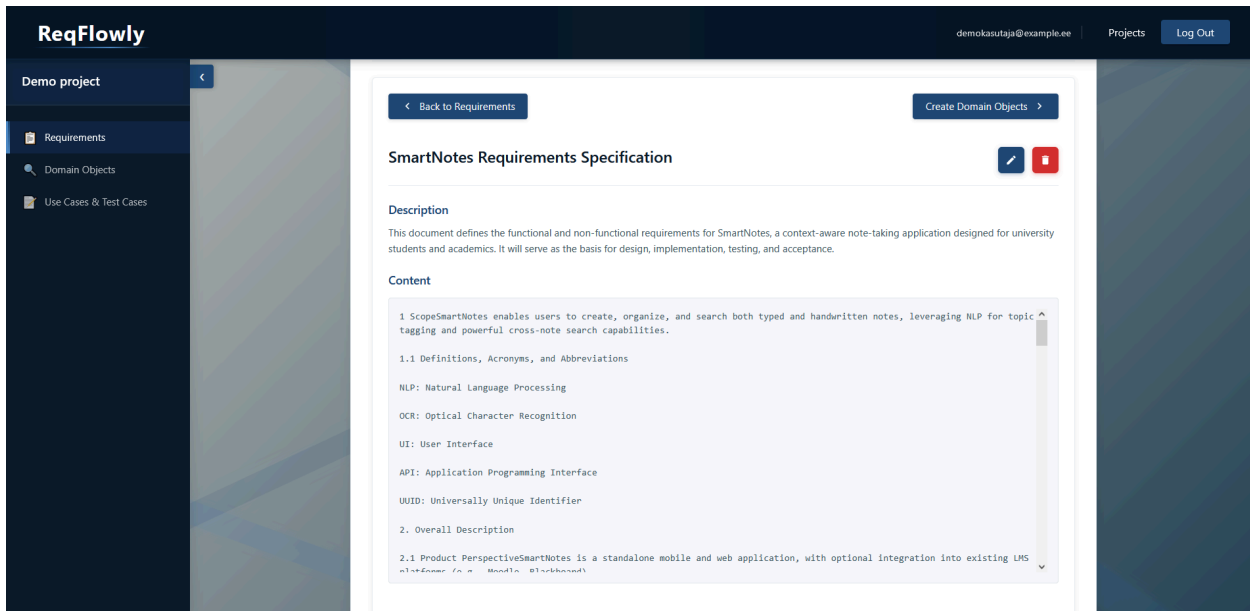 ReqFlowly
demokasutaja@example.ee
Projects
Log Out
Demo project
Requirements
Domain Objects
Use Cases & Test Cases
Back to Requirements
Create Domain Objects
SmartNotes Requirements Specification
Description
This document defines the functional and non-functional requirements for SmartNotes, a context-aware note-taking application designed for university
students and academics. It will serve as the basis for design, implementation, testing, and acceptance.
Content
1 ScopeSmartNotes enables users to create, organize, and search both typed and handwritten notes, leveraging NLP for topic
tagging and powerful cross-note search capabilities.
1.1 Definitions, Acronyms, and Abbreviations
NLP: Natural Language Processing
OCR: Optical Character Recognition
UI: User Interface
API: Application Programming Interface
UUID: Universally Unique Identifier
2. Overall Description
2.1 Product PerspectiveSmartNotes is a standalone mobile and web application, with optional integration into existing LMS
platforms (e.g., Moodle, Blackboard)